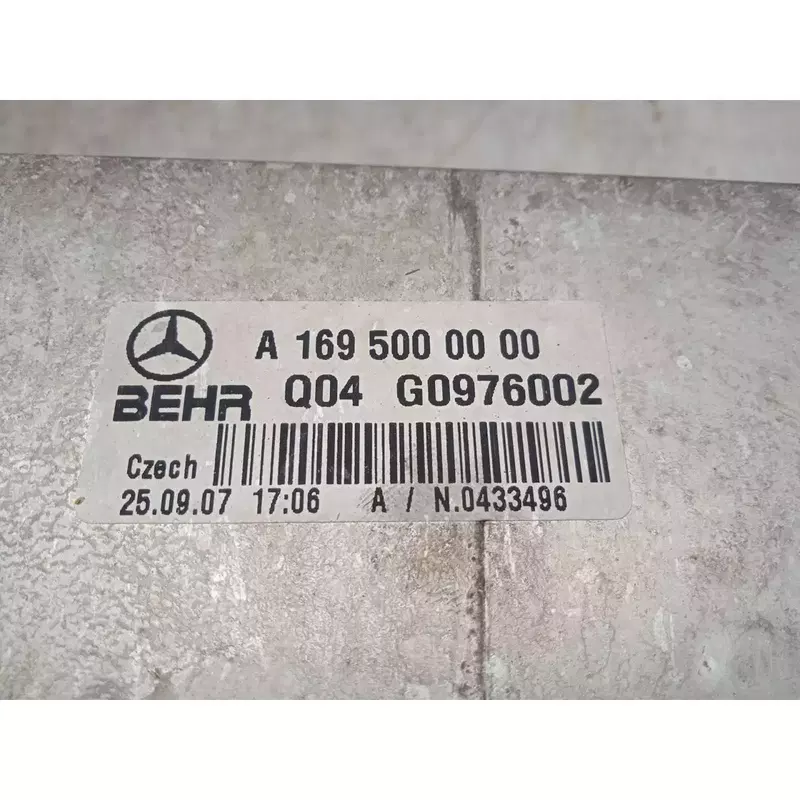 A 169 500 00 00
BEHR Q04 G0976002
Czech
25.09.07 17:06 A / N.0433496